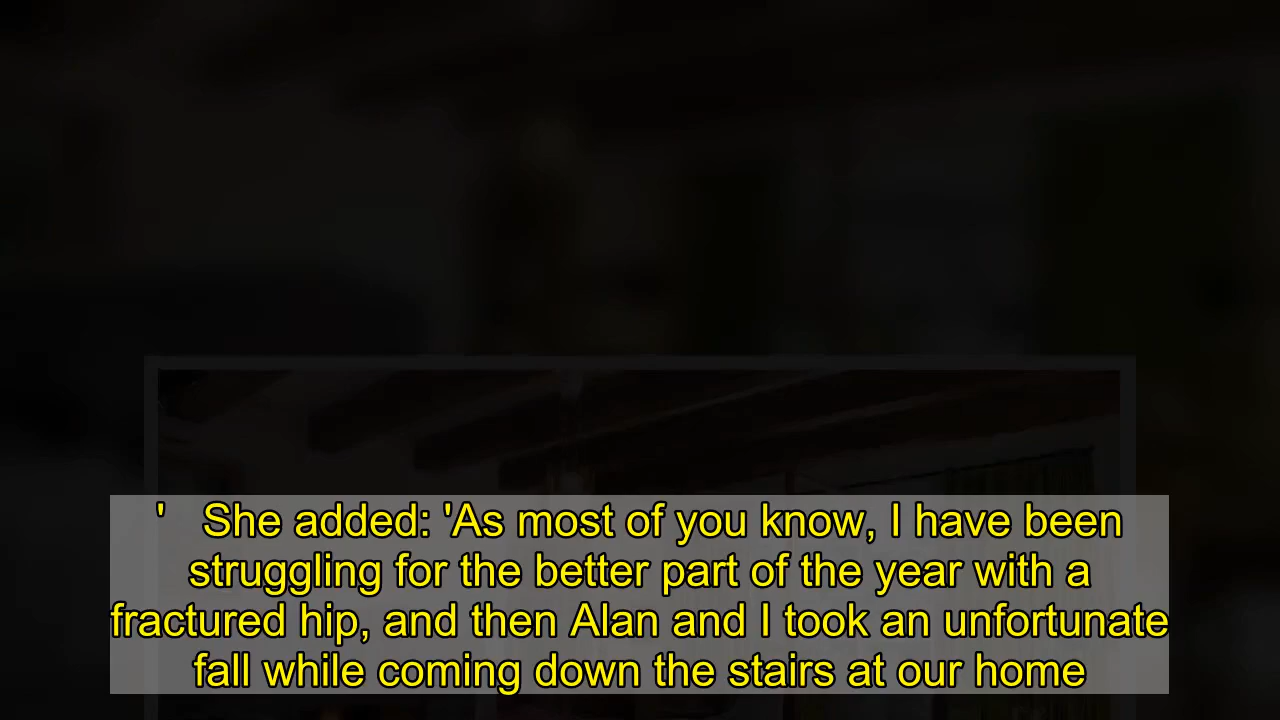 '   She added: 'As most of you know, I have been
struggling for the better part of the year with a
fractured hip, and then Alan and I took an unfortunate
fall while coming down the stairs at our home